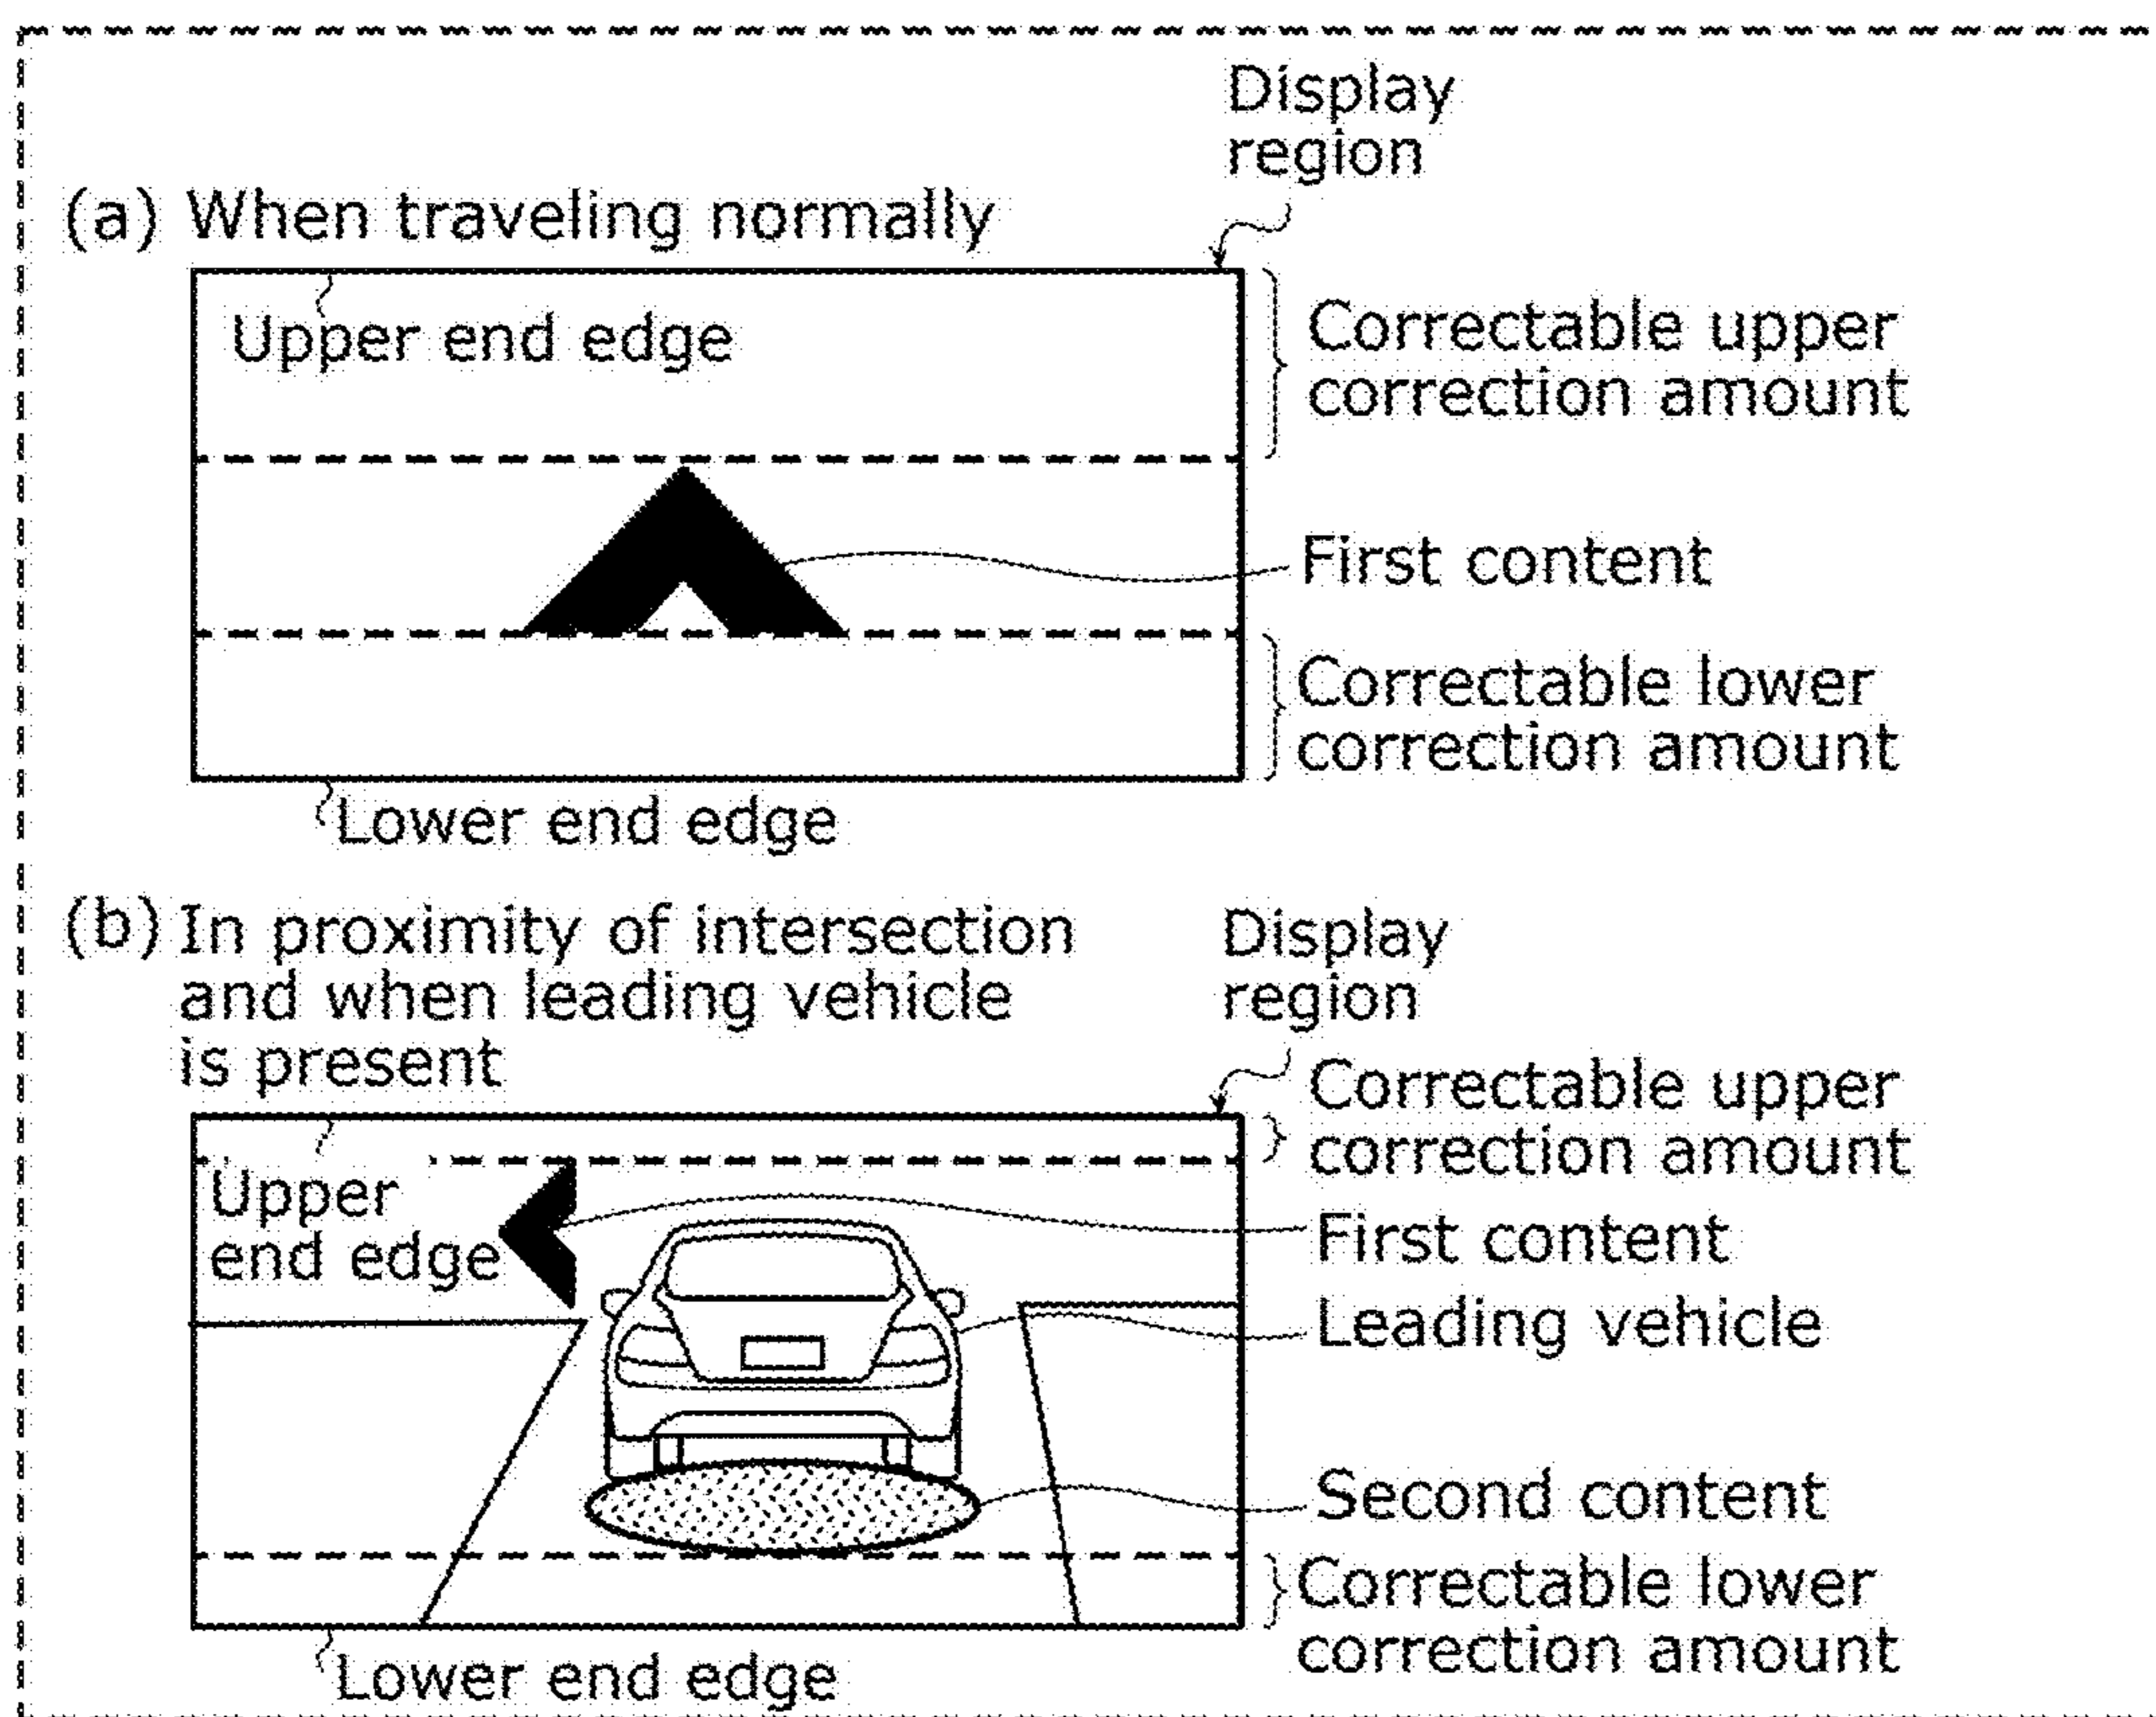 Display
region
(a) When traveling normally
Upper end edge
Correctable upper
correction amount
First content
Correctable lower
correction amount
Lower end edge
(b) In proximity of intersection
and when leading vehicle
is present
Display
region
Correctable upper
correction amount
Upper
end edge
First content
Leading vehicle
Second content
Correctable lower
correction amount
Lower end edge